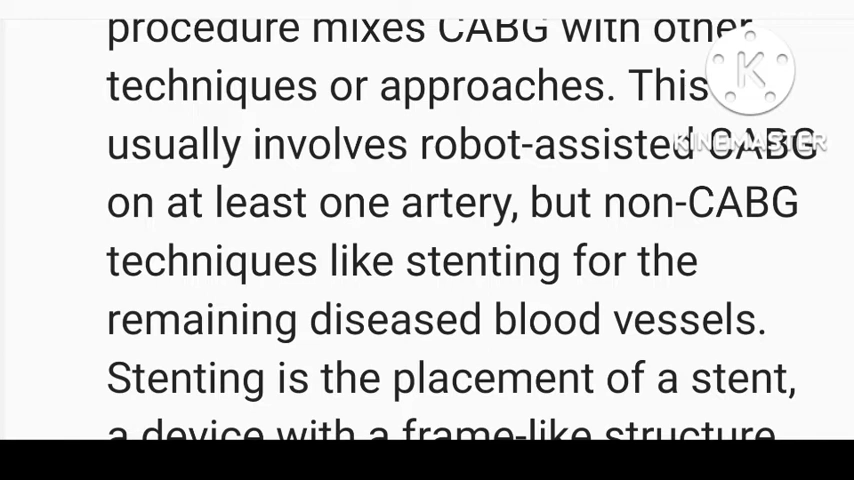 procedure mixes CABG with other
techniques or approaches. This
usually involves robot-assisted CABG
on at least one artery, but non-CABG
techniques like stenting for the
remaining diseased blood vessels.
Stenting is the placement of a stent,
a device with a frame-like structure
K
KINEMASTER